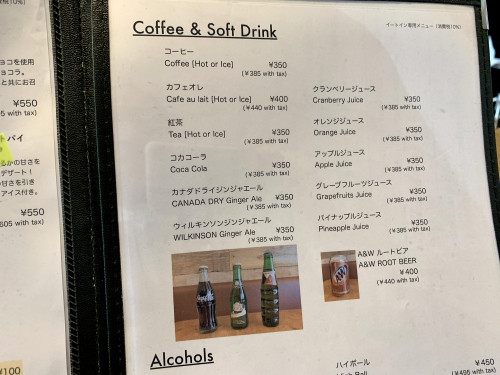 Coffee & Soft Drink
イートイン専用メニュー（消費税10%）
コーヒー
Coffee [Hot or Ice] ¥350
(¥385 with tax)
カフェオレ
Cafe au lait [Hot or Ice] ¥400
(¥440 with tax)
紅茶
Tea [Hot or Ice] ¥350
(¥385 with tax)
コカコーラ
Coca Cola ¥350
(¥385 with tax)
カナダドライジンジャエール
CANADA DRY Ginger Ale ¥350
(¥385 with tax)
ウィルキンソンジンジャエール
WILKINSON Ginger Ale ¥350
(¥385 with tax)
クランベリージュース
Cranberry Juice ¥350
(¥385 with tax)
オレンジジュース
Orange Juice ¥350
(¥385 with tax)
アップルジュース
Apple Juice ¥350
(¥385 with tax)
グレープフルーツジュース
Grapefruits Juice ¥350
(¥385 with tax)
パイナップルジュース
Pineapple Juice ¥350
(¥385 with tax)
A&W ルートビア
A&W ROOT BEER
¥400
(¥440 with tax)
A&W
Alcohols
ハイボール ¥450
(¥495 with tax)
ョコを使用
ョコラ。
と共にお召
¥550
with tax)
トパイ
るかの甘さを
デザート！
甘さを引き
アイス付き。
¥550
605 with tax)
¥100